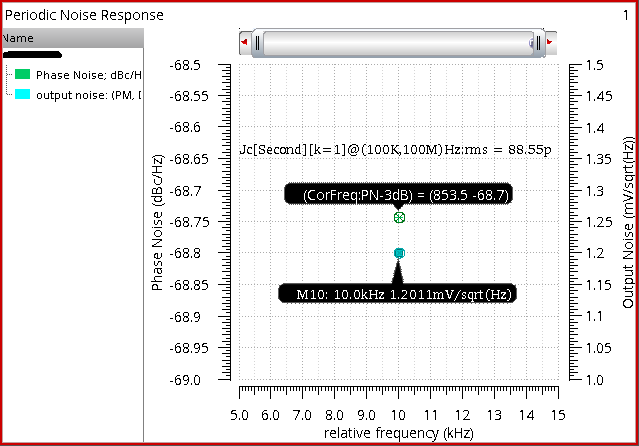 Periodic Noise Response
1
Name
Phase Noise; dBc/H
output noise: (PM, [
Phase Noise (dBc/Hz)
-68.5
-68.55
-68.6
-68.65
-68.7
-68.75
-68.8
-68.85
-68.9
-68.95
-69.0
Jc[Second][k=1]@(100K,100M)Hz;rms = 88.55p
(CorFreq:PN-3dB) = (853.5 -68.7)
M10: 10.0kHz 1.2011mV/sqrt(Hz)
1.5
1.45
1.4
1.35
1.3
1.25
1.2
1.15
1.1
1.05
1.0
Output Noise (mV/sqrt(Hz))
5.0 6.0 7.0 8.0 9.0 10 11 12 13 14 15
relative frequency (kHz)